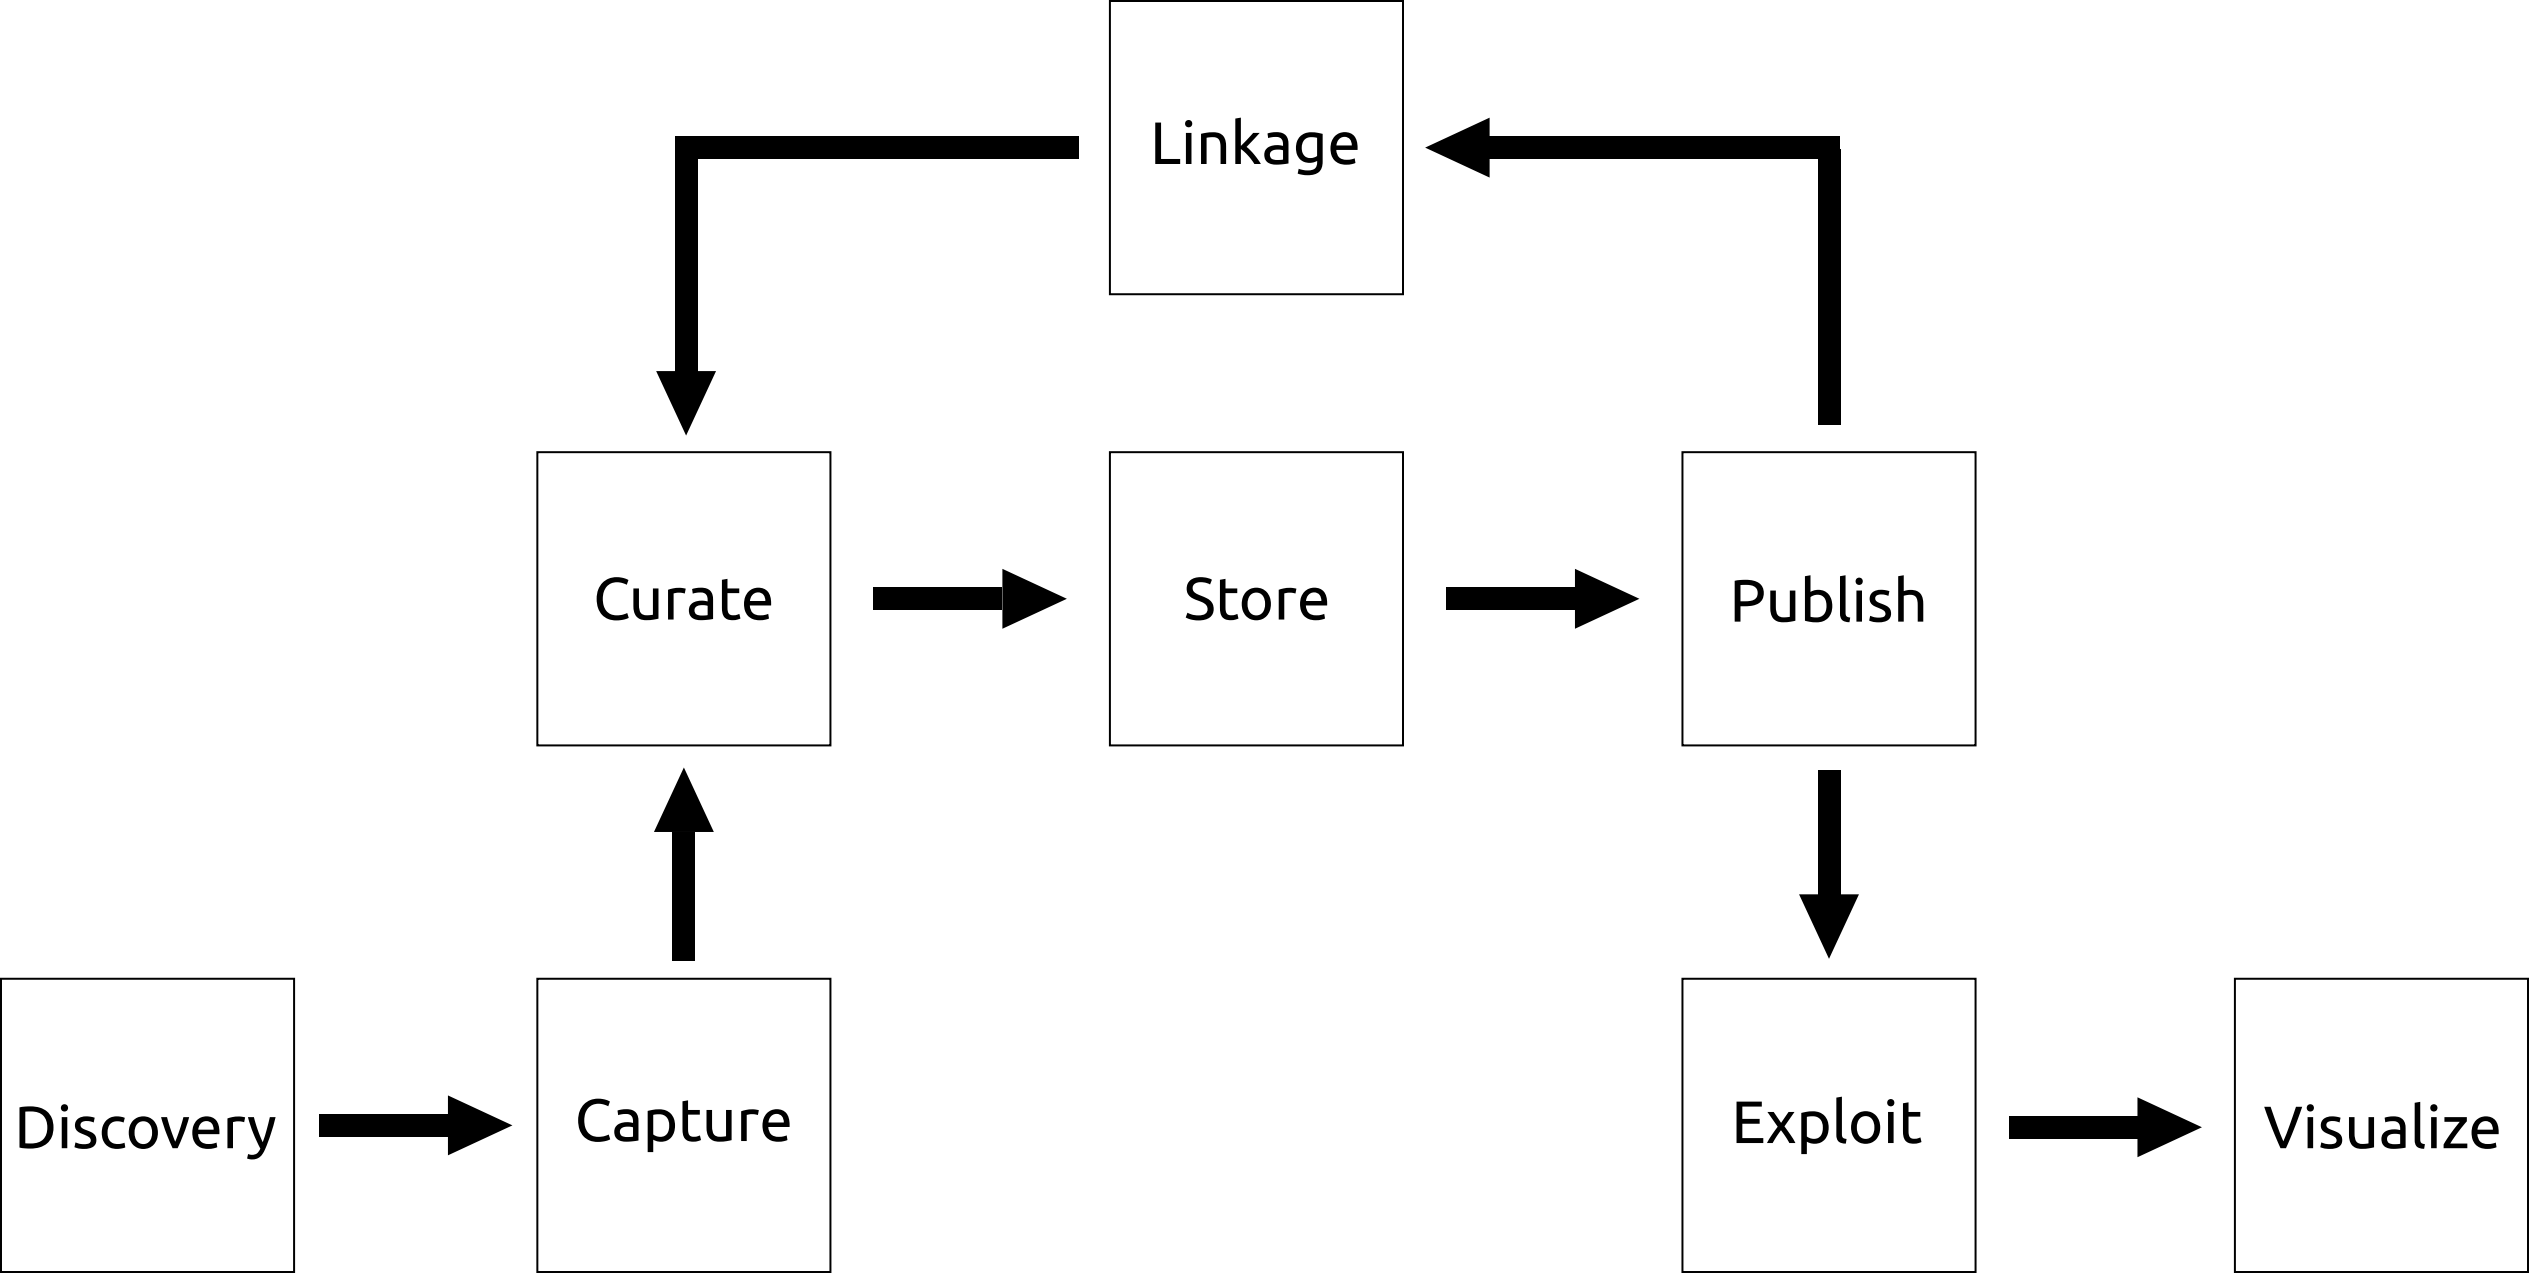 Linkage
Curate
Store
Publish
Discovery
Capture
Exploit
Visualize